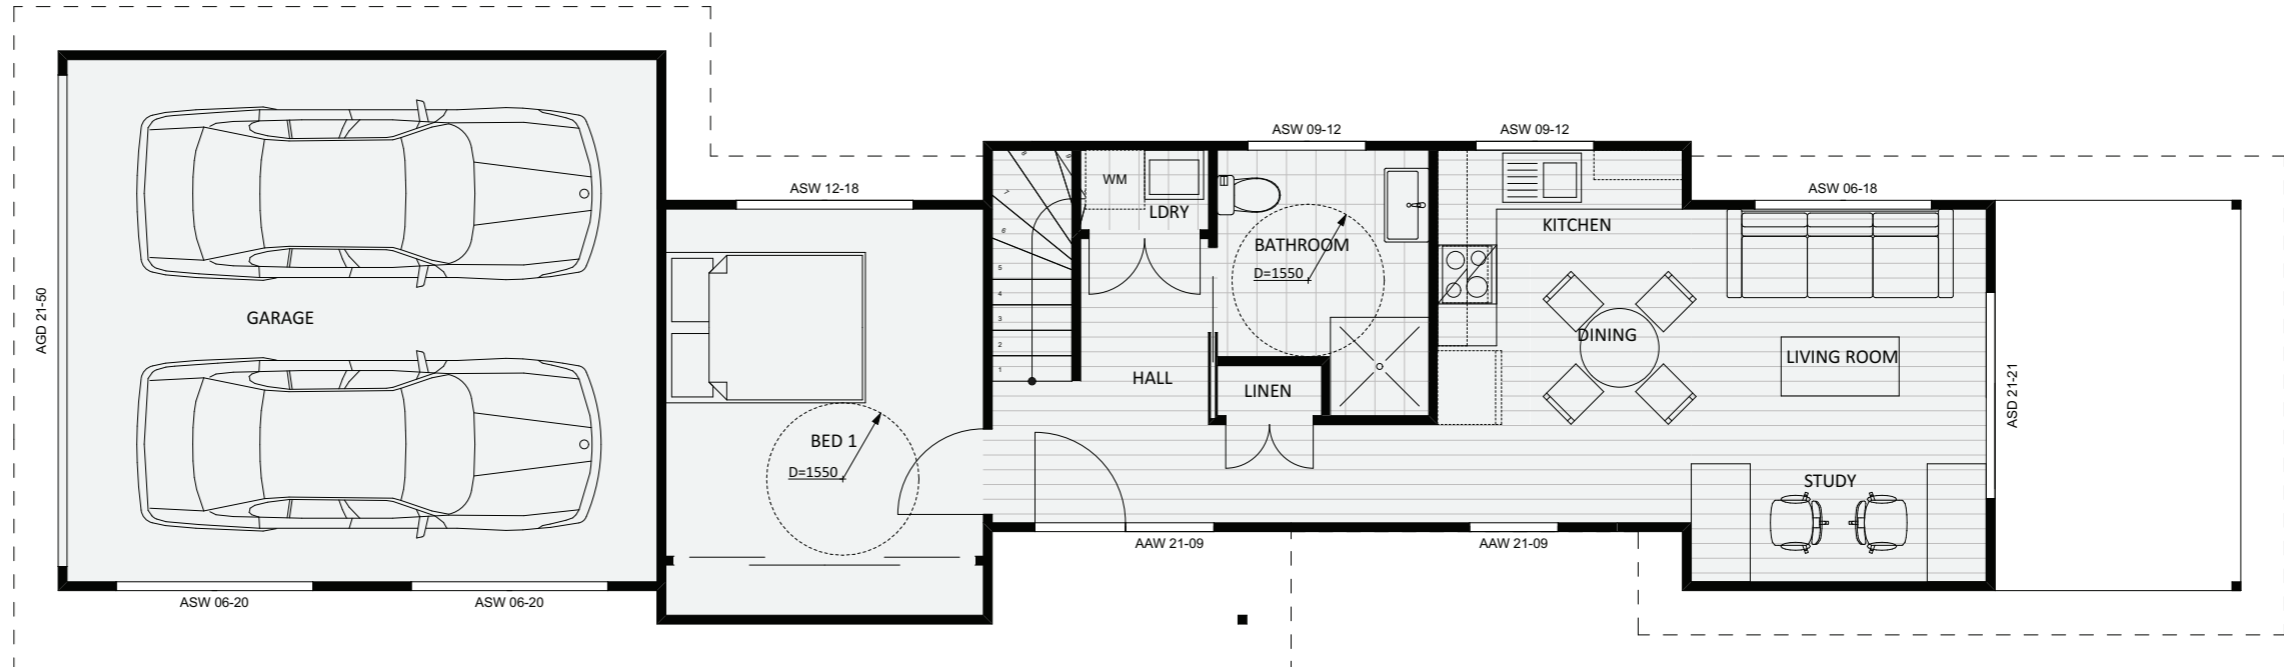 ASW 09-12
ASW 09-12
ASW 12-18
ASW 06-18
WM
LDRY
KITCHEN
BATHROOM
D=1550
7
6
5
4
3
2
1
GARAGE
AGD 21-50
DINING
LIVING ROOM
HALL
LINEN
ASD 21-21
BED 1
D=1550
STUDY
AAW 21-09
AAW 21-09
ASW 06-20
ASW 06-20